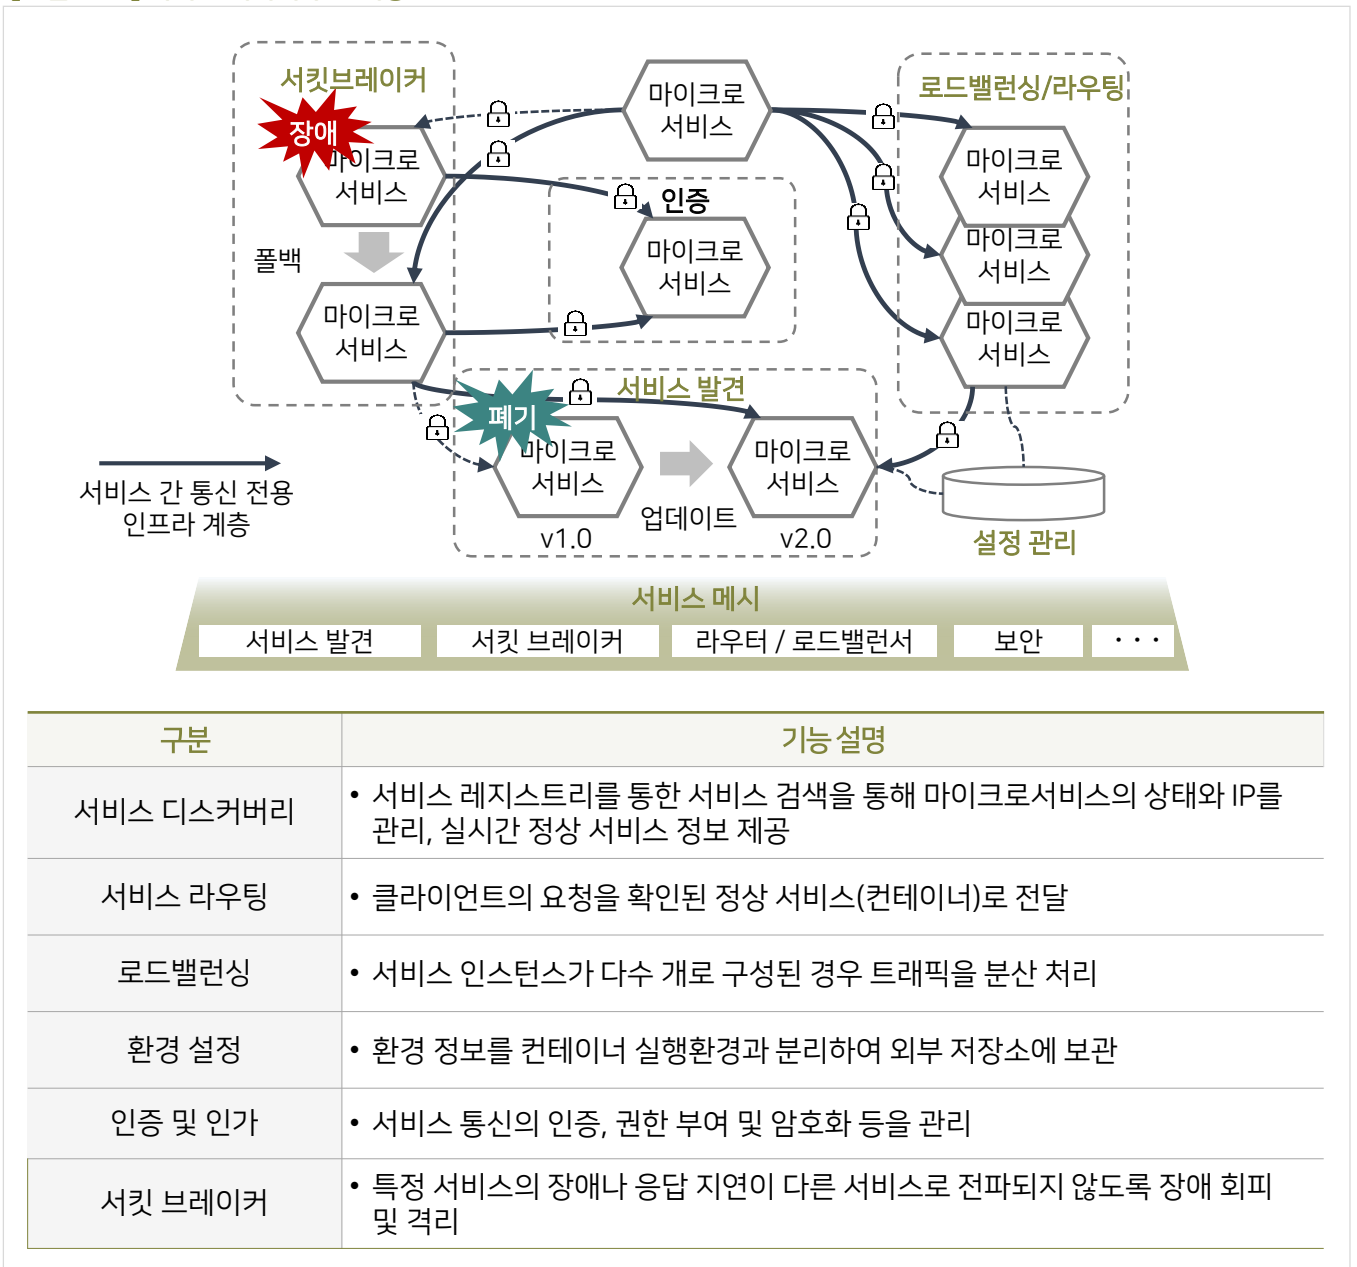 서킷브레이커
로드밸런싱/라우팅
장애
마이크로
서비스
마이크로
서비스
마이크로
서비스
인증
마이크로
서비스
마이크로
서비스
폴백
마이크로
서비스
마이크로
서비스
폐기
서비스 발견
마이크로
서비스
마이크로
서비스
서비스 간 통신 전용
인프라 계층
업데이트
v1.0
v2.0
설정 관리
서비스 메시
서비스 발견
서킷 브레이커
라우터 / 로드밸런서
보안
· · ·
구분
기능 설명
서비스 디스커버리
• 서비스 레지스트리를 통한 서비스 검색을 통해 마이크로서비스의 상태와 IP를
관리, 실시간 정상 서비스 정보 제공
서비스 라우팅
• 클라이언트의 요청을 확인된 정상 서비스(컨테이너)로 전달
로드밸런싱
• 서비스 인스턴스가 다수 개로 구성된 경우 트래픽을 분산 처리
환경 설정
• 환경 정보를 컨테이너 실행환경과 분리하여 외부 저장소에 보관
인증 및 인가
• 서비스 통신의 인증, 권한 부여 및 암호화 등을 관리
서킷 브레이커
• 특정 서비스의 장애나 응답 지연이 다른 서비스로 전파되지 않도록 장애 회피
및 격리